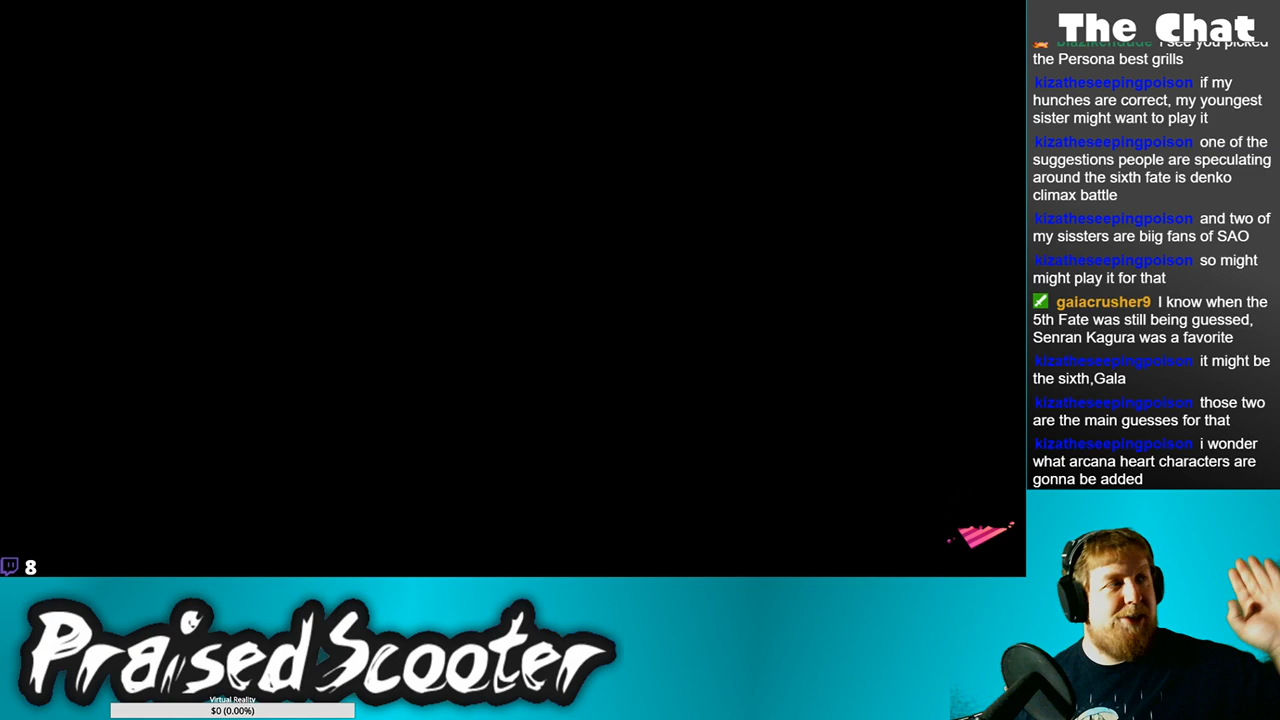 The Chat
blazikendude I see you picked
the Persona best grills
kizatheseepingpoison if my
hunches are correct, my youngest
sister might want to play it
kizatheseepingpoison one of the
suggestions people are speculating
around the sixth fate is denko
climax battle
kizatheseepingpoison and two of
my sissters are biig fans of SAO
kizatheseepingpoison so might
might play it for that
gaiacrusher9 I know when the
5th Fate was still being guessed,
Senran Kagura was a favorite
kizatheseepingpoison it might be
the sixth,Gala
kizatheseepingpoison those two
are the main guesses for that
kizatheseepingpoison i wonder
what arcana heart characters are
gonna be added
8
PraisedScooter
Virtual Reality
$0 (0.00%)